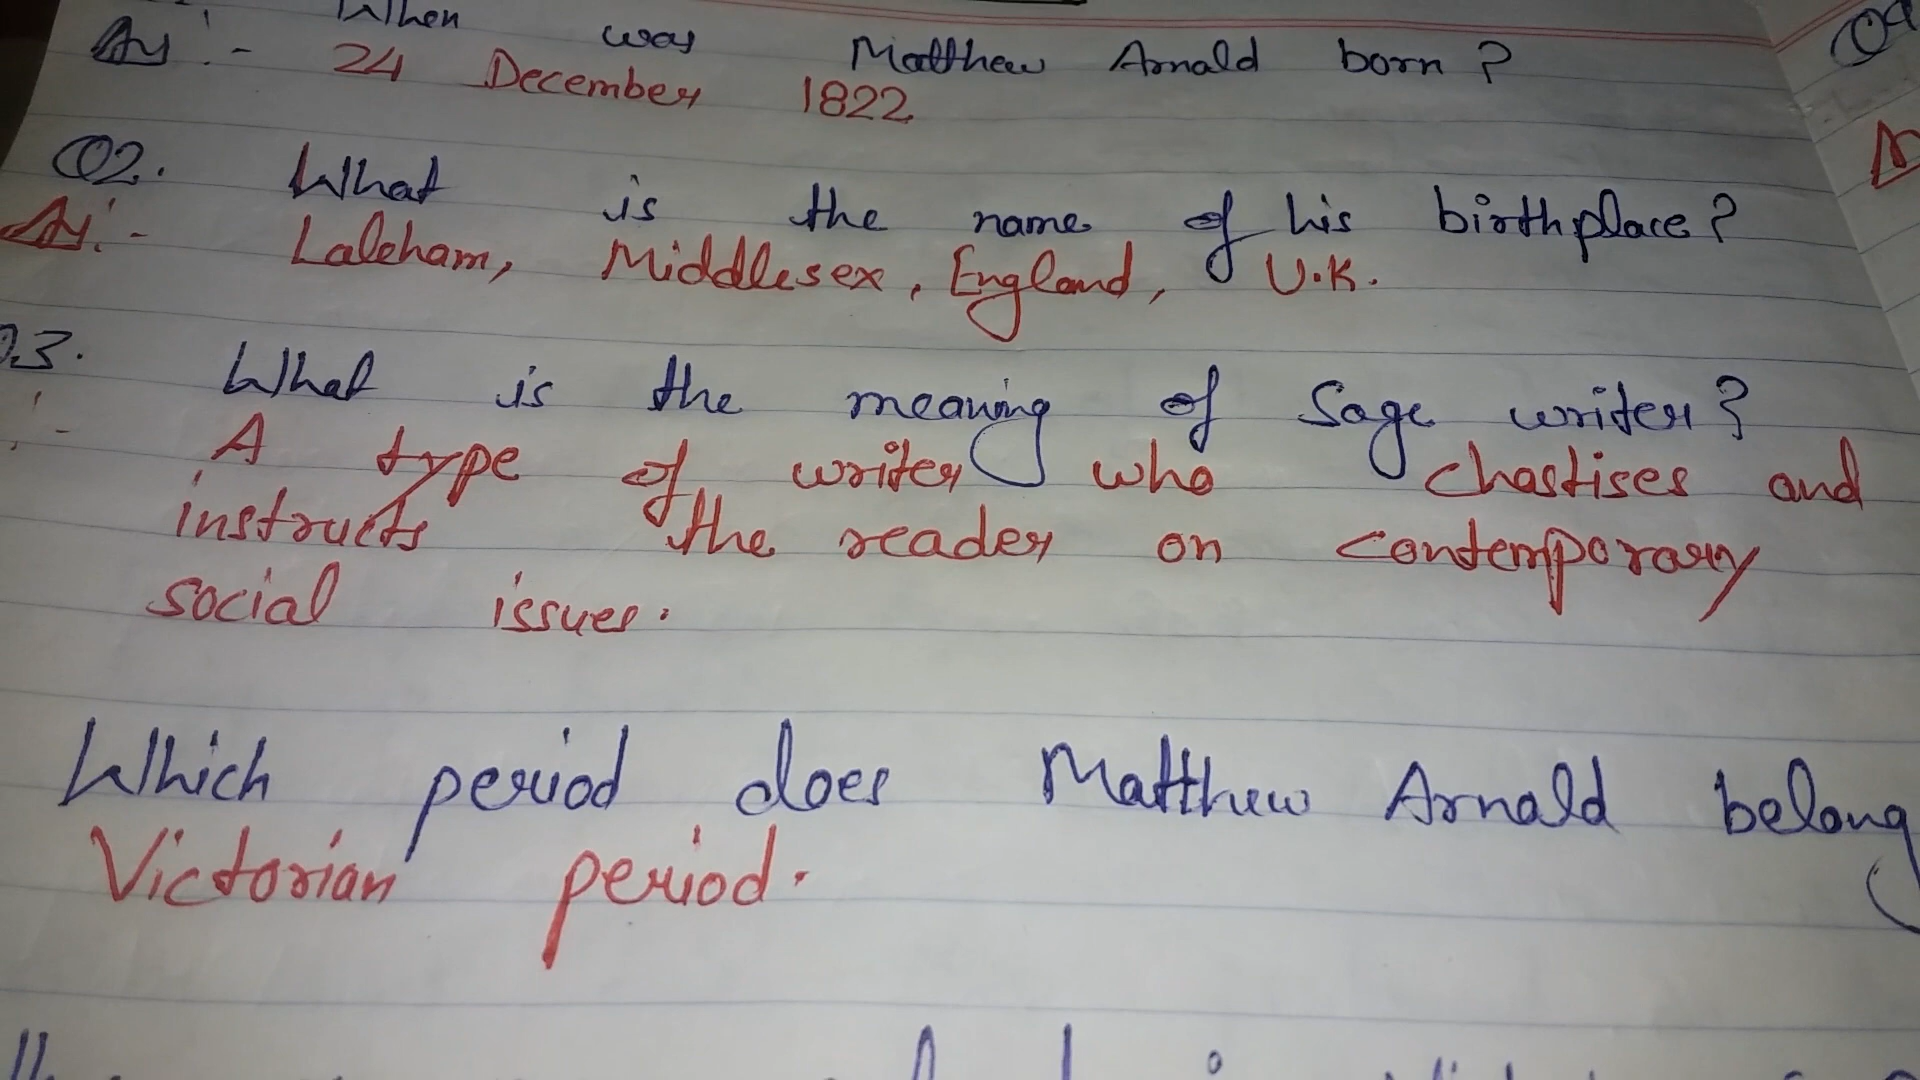 When was Matthew Arnald born?
Ans:- 24 December 1822
Q2. What is the name of his birthplace?
Ans:- Laleham, Middlesex, England, U.K.
Q3. What is the meaning of Sage writer?
:- A type of writer who chastises and
instructs the reader on contemporary
social issues.
Which period does Matthew Arnald belong
Victorian period.